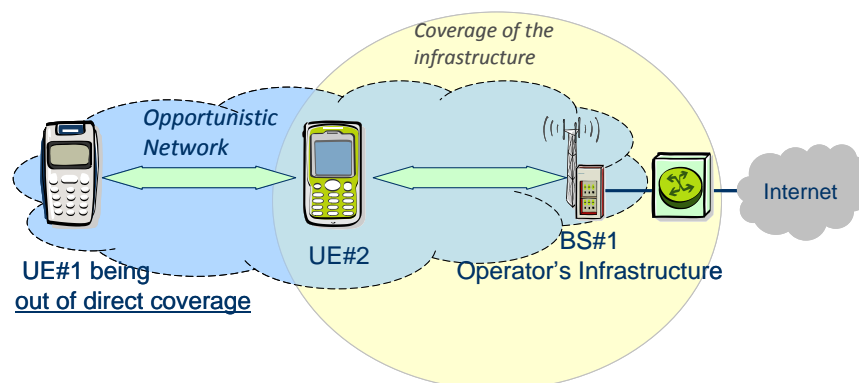 Coverage of the
infrastructure
Opportunistic
Network
Internet
UE#2
BS#1
UE#1 being
Operator’s Infrastructure
out of direct coverage